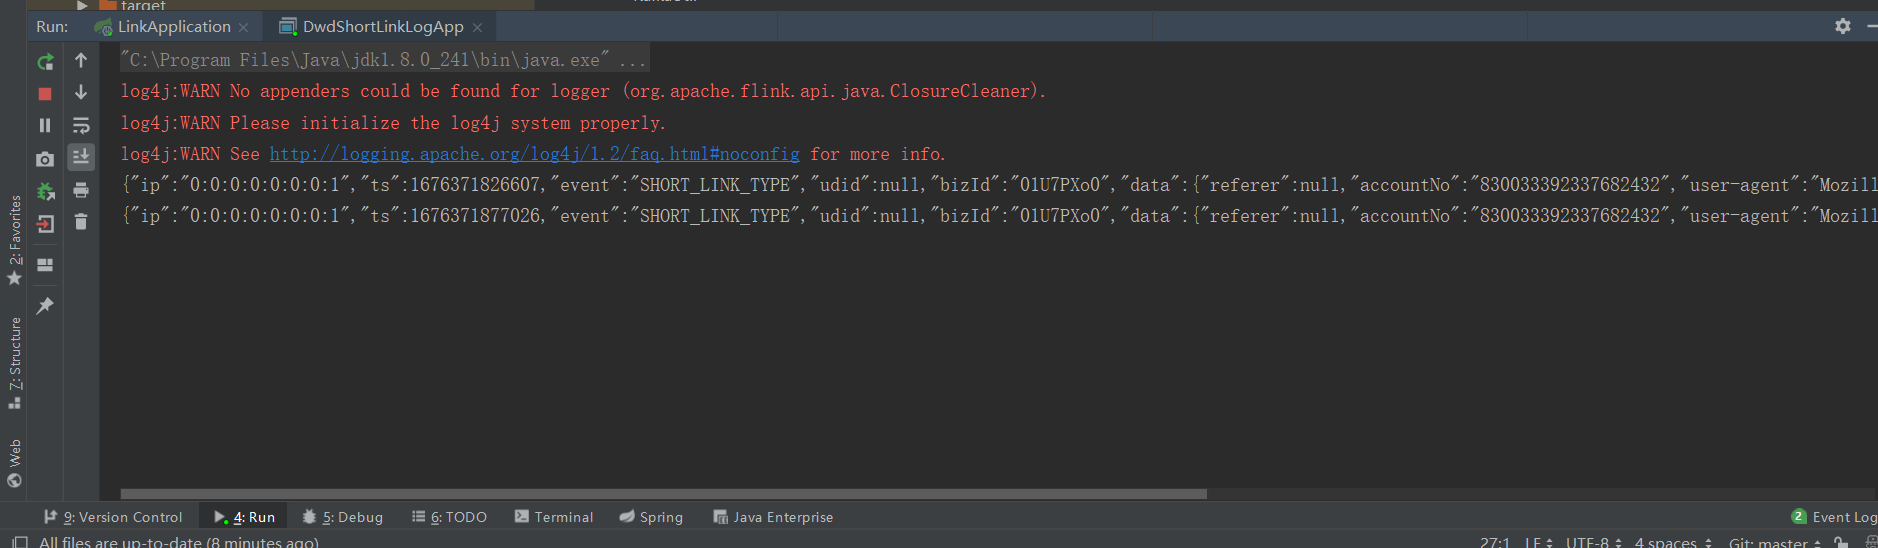 target
Run: LinkApplication × DwdShortLinkLogApp ×
"C:\Program Files\Java\jdk1.8.0_241\bin\java.exe" ...
log4j:WARN No appenders could be found for logger (org.apache.flink.api.java.ClosureCleaner).
log4j:WARN Please initialize the log4j system properly.
log4j:WARN See http://logging.apache.org/log4j/1.2/faq.html#noconfig for more info.
{"ip":"0:0:0:0:0:0:0:1","ts":1676371826607,"event":"SHORT_LINK_TYPE","udid":null,"bizId":"01U7PXo0","data":{"referer":null,"accountNo":"830033392337682432","user-agent":"Mozill
{"ip":"0:0:0:0:0:0:0:1","ts":1676371877026,"event":"SHORT_LINK_TYPE","udid":null,"bizId":"01U7PXo0","data":{"referer":null,"accountNo":"830033392337682432","user-agent":"Mozill
2: Favorites
7: Structure
Web
9: Version Control 4: Run 5: Debug 6: TODO Terminal Spring Java Enterprise 2 Event Log
All files are up-to-date (8 minutes ago) 27:1 LF UTF-8 4 spaces Git: master